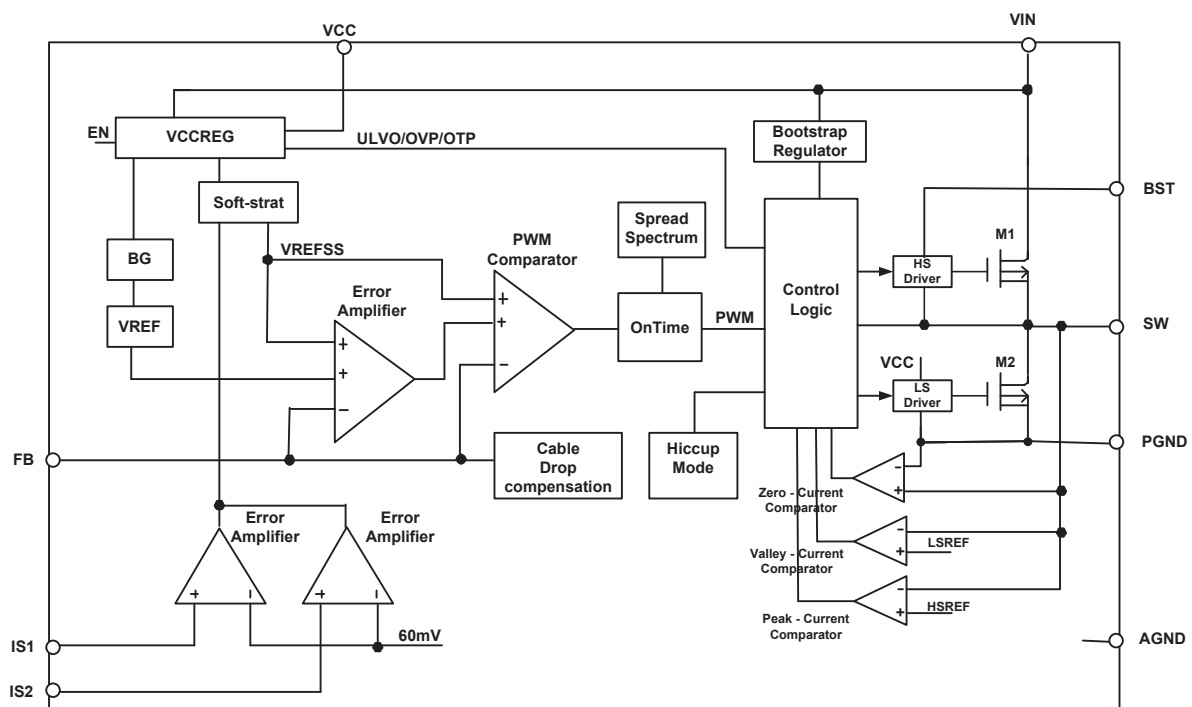 VCC
VIN
EN
VCCREG
ULVO/OVP/OTP
Bootstrap
Regulator
Soft-strat
BST
Spread
Spectrum
M1
VREFSS
PWM
Comparator
BG
HS
Driver
Error
Amplifier
Control
Logic
+
+
VREF
OnTime
PWM
SW
+
+
−
VCC
M2
LS
Driver
−
PGND
FB
Cable
Drop
compensation
Hiccup
Mode
-
+
Zero - Current
Comparator
Error
Amplifier
Error
Amplifier
-
+
LSREF
Valley - Current
Comparator
+
−
+
−
-
+
HSREF
Peak - Current
Comparator
60mV
IS1
AGND
IS2